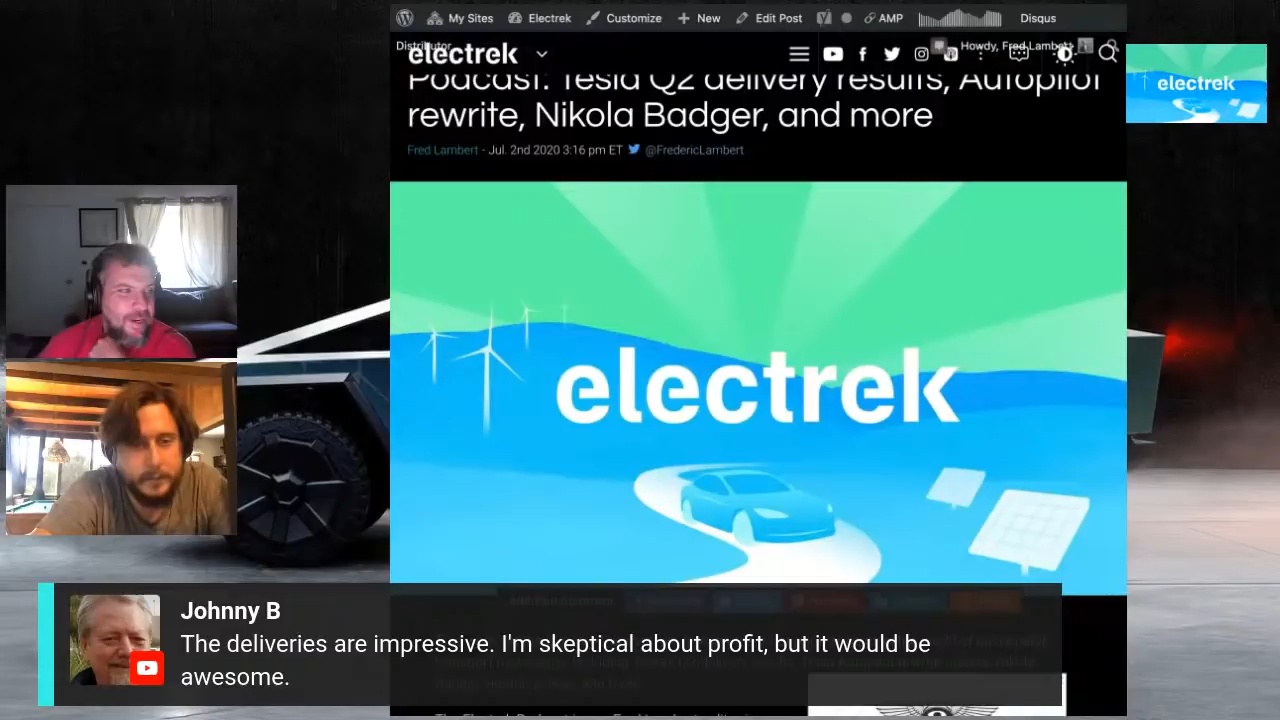 My Sites Electrek Customize New Edit Post AMP Disqus
Distributor
electrek
Howdy, Fred Lambert
Podcast: Tesla Q2 delivery results, Autopilot
rewrite, Nikola Badger, and more
Fred Lambert - Jul. 2nd 2020 3:16 pm ET @FredericLambert
electrek
electrek
Johnny B
The deliveries are impressive. I'm skeptical about profit, but it would be
awesome.